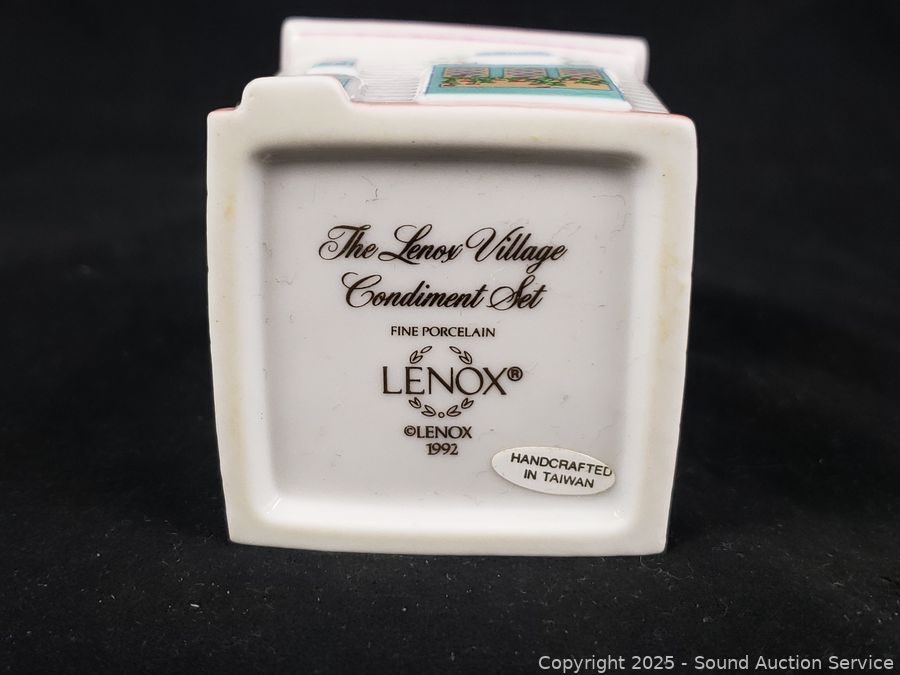 The Lenox Village
Condiment Set
FINE PORCELAIN
LENOX®
©LENOX
1992
HANDCRAFTED
IN TAIWAN
Copyright © 2025 - Sound Auction Service